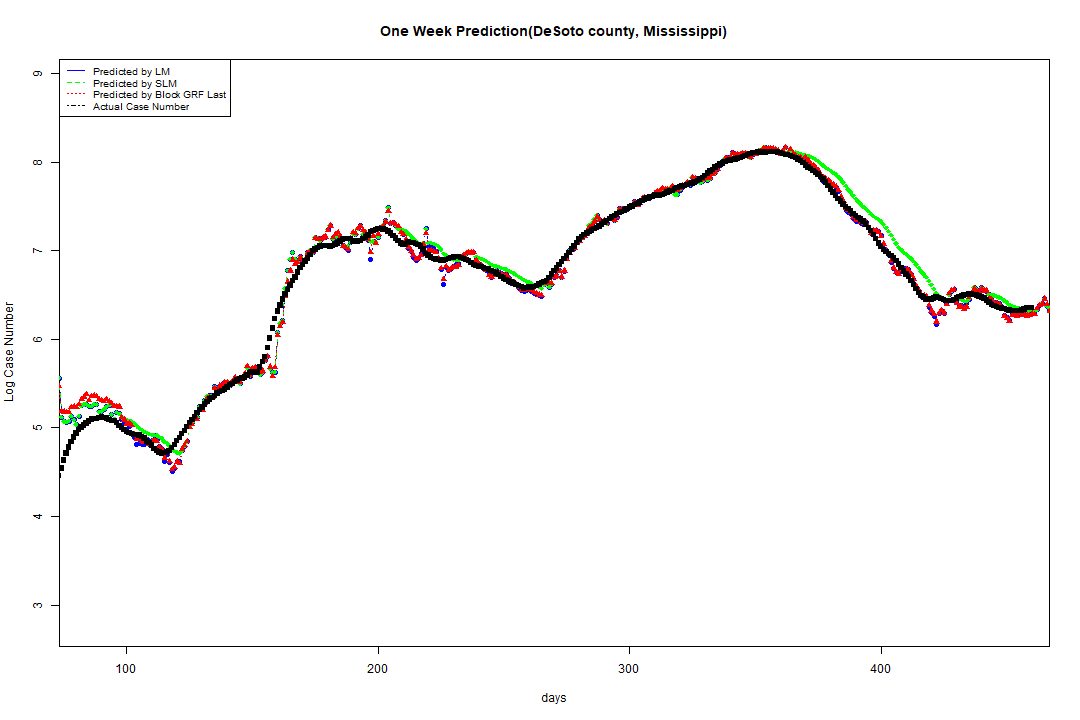 One Week Prediction(DeSoto county, Mississippi)
Predicted by LM
Predicted by SLM
Predicted by Block GRF Last
Actual Case Number
Log Case Number
9
8
7
6
5
4
3
100 200 300 400
days